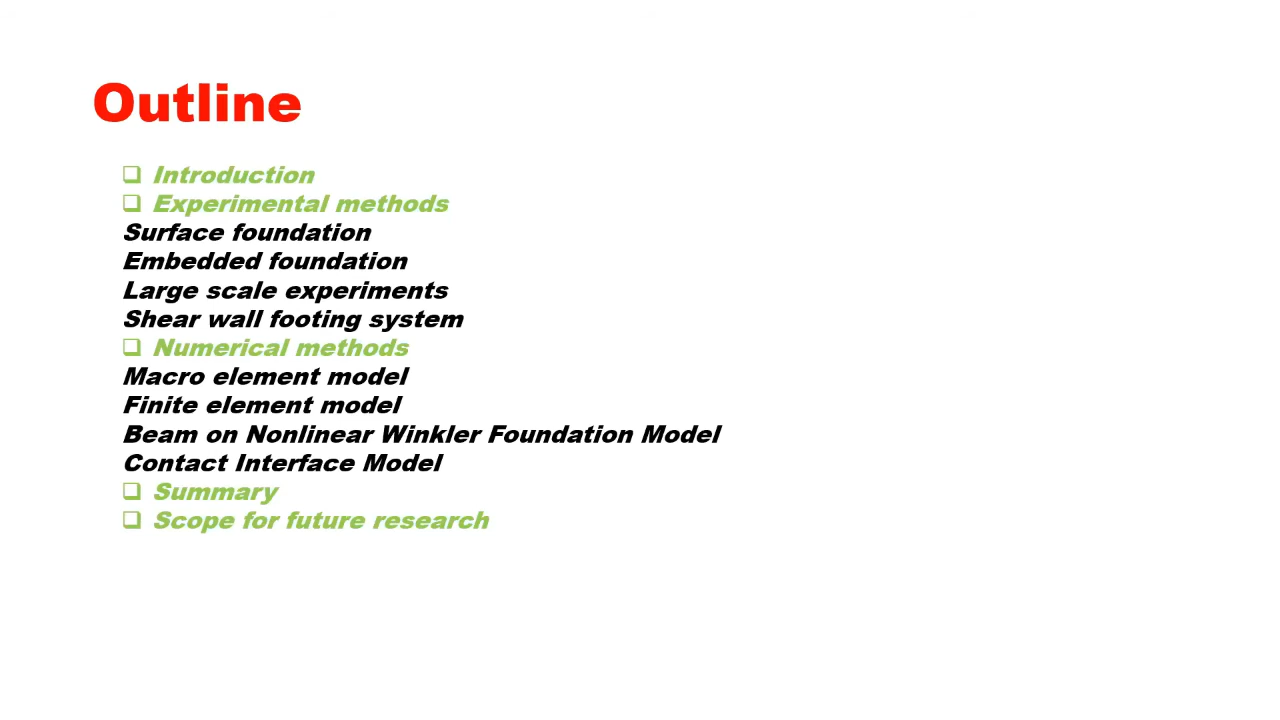 Outline
❑ Introduction
❑ Experimental methods
Surface foundation
Embedded foundation
Large scale experiments
Shear wall footing system
❑ Numerical methods
Macro element model
Finite element model
Beam on Nonlinear Winkler Foundation Model
Contact Interface Model
❑ Summary
❑ Scope for future research